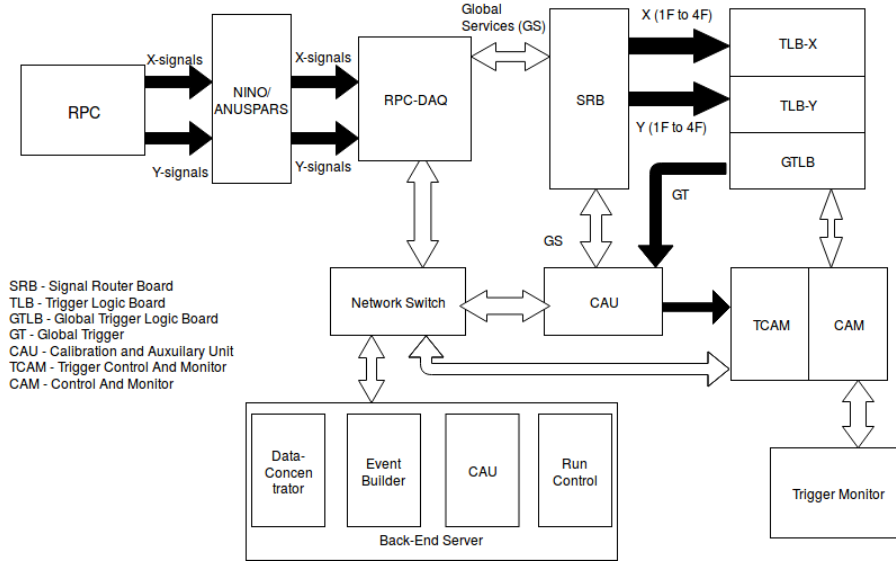 Global
Services (GS)
X (1F to 4F)
X-signals
X-signals
TLB-X
RPC
NINO/
ANUSPARS
RPC-DAQ
SRB
TLB-Y
Y (1F to 4F)
Y-signals
Y-signals
GTLB
GT
GS
SRB - Signal Router Board
TLB - Trigger Logic Board
GTLB - Global Trigger Logic Board
GT - Global Trigger
CAU - Calibration and Auxuilary Unit
TCAM - Trigger Control And Monitor
CAM - Control And Monitor
Network Switch
CAU
TCAM
CAM
Data-
Concen
trator
Event
Builder
CAU
Run
Control
Back-End Server
Trigger Monitor